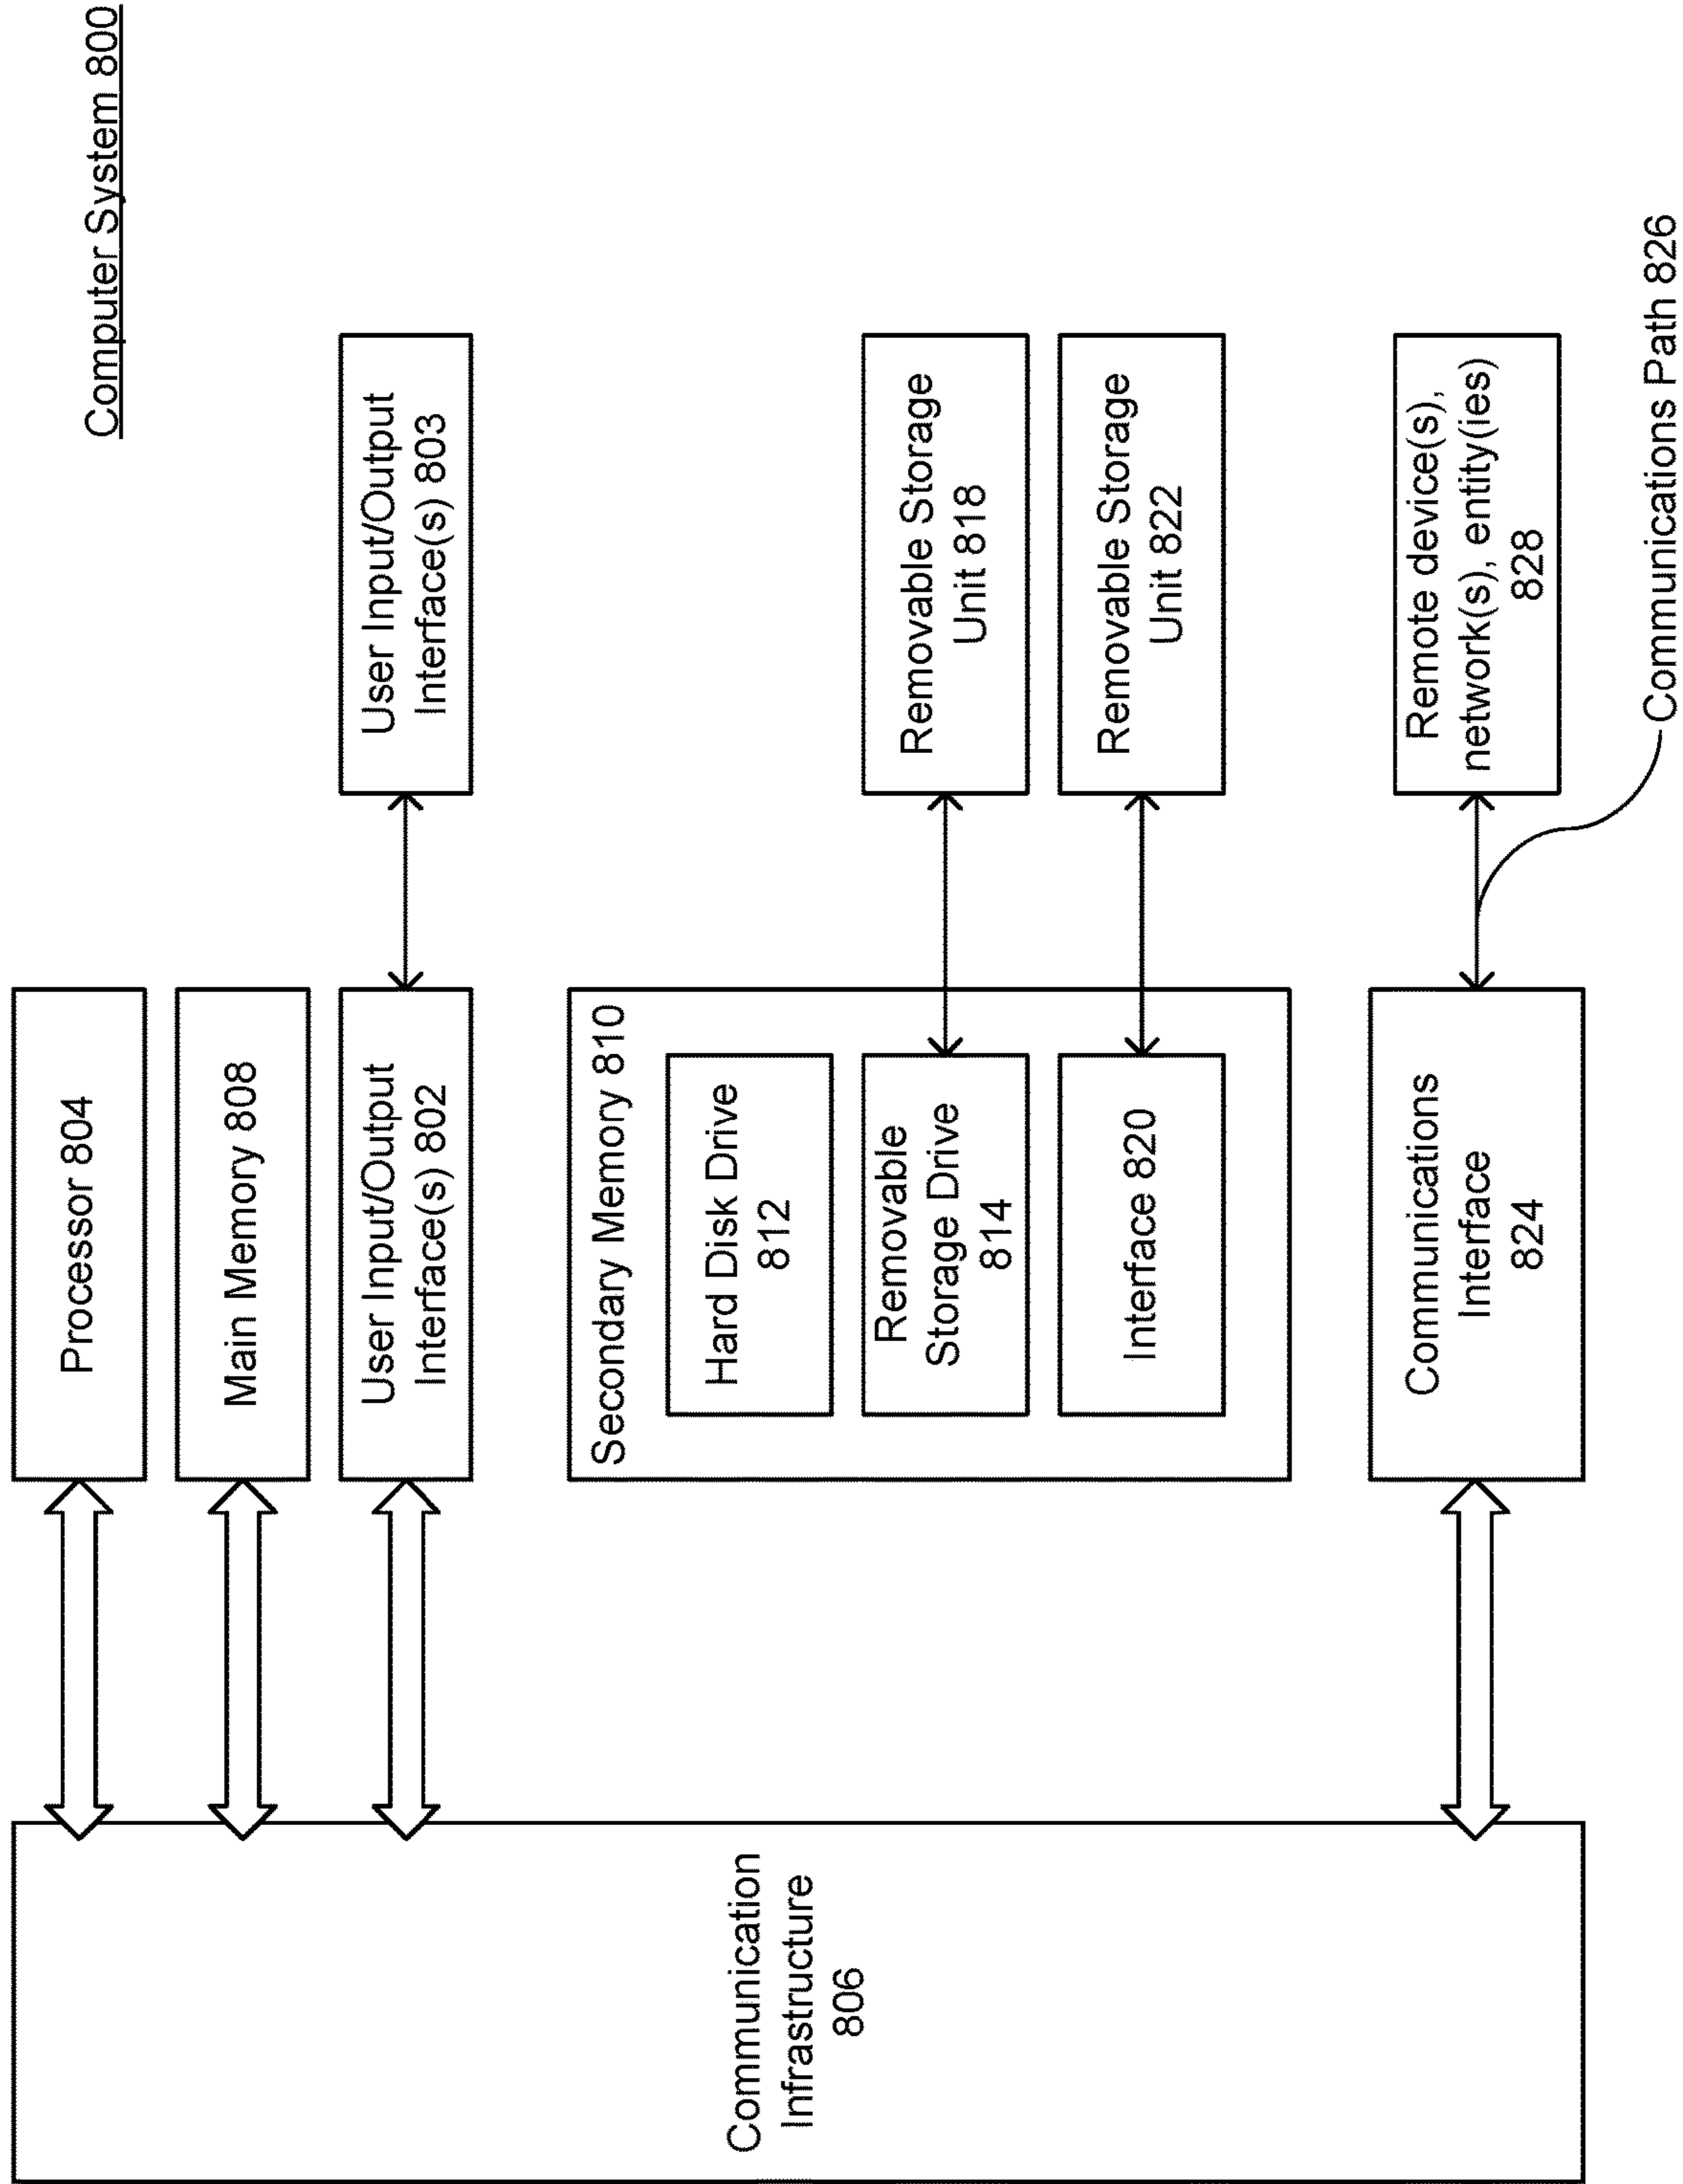 Computer System 800
Processor 804
Main Memory 808
User Input/Output
Interface(s) 802
User Input/Output
Interface(s) 803
Communication
Infrastructure
806
Secondary Memory 810
Hard Disk Drive
812
Removable
Storage Drive
814
Removable Storage
Unit 818
Interface 820
Removable Storage
Unit 822
Communications
Interface
824
Remote device(s),
network(s), entity(ies)
828
Communications Path 826